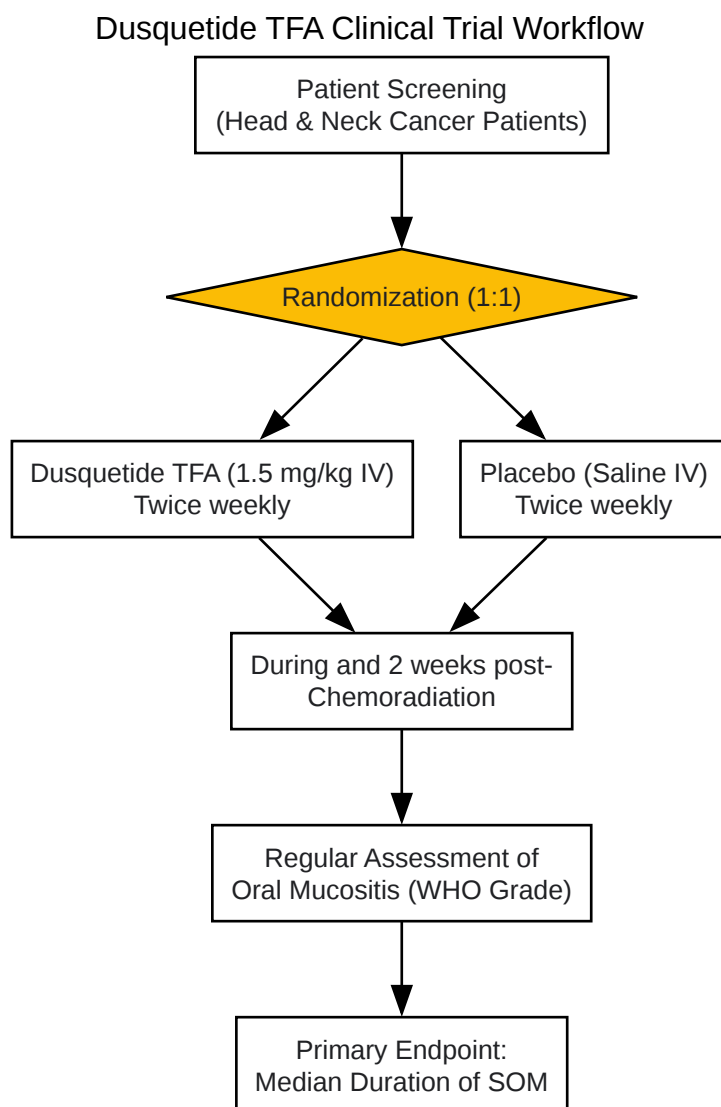 Dusquetide TFA Clinical Trial Workflow
Patient Screening
(Head & Neck Cancer Patients)
Randomization (1:1)
Dusquetide TFA (1.5 mg/kg IV)
Twice weekly
Placebo (Saline IV)
Twice weekly
During and 2 weeks post-
Chemoradiation
Regular Assessment of
Oral Mucositis (WHO Grade)
Primary Endpoint:
Median Duration of SOM